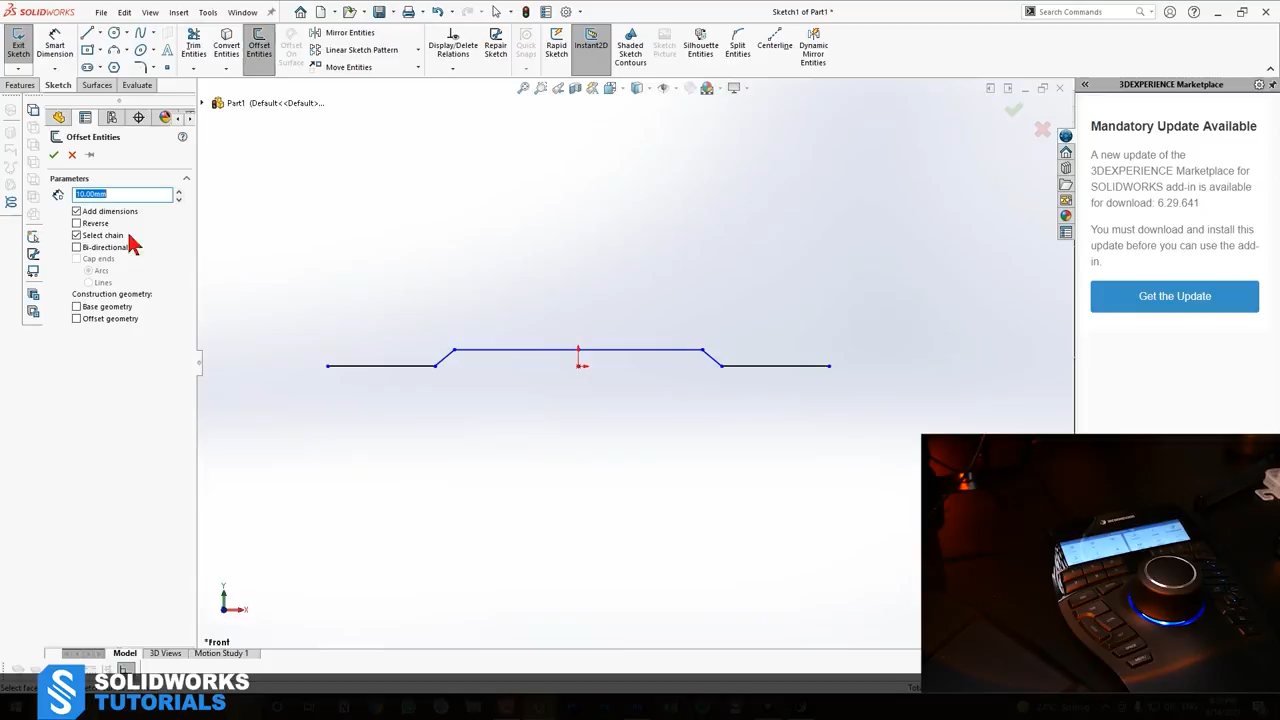 SOLIDWORKS
File Edit View Insert Tools Window
Sketch1 of Part1 *
Search Commands
Exit Sketch
Smart Dimension
Trim Entities
Convert Entities
Offset Entities
Offset On Surface
Mirror Entities
Linear Sketch Pattern
Move Entities
Display/Delete Relations
Repair Sketch
Quick Snaps
Rapid Sketch
Instant2D
Shaded Sketch Contours
Sketch Picture
Silhouette Entities
Split Entities
Centerline
Dynamic Mirror Entities
Features Sketch Surfaces Evaluate
3DEXPERIENCE Marketplace
Part1 (Default<<Default>...
Offset Entities
Parameters
10.00mm
Add dimensions
Reverse
Select chain
Bi-directional
Cap ends
Arcs
Lines
Construction geometry:
Base geometry
Offset geometry
Mandatory Update Available
A new update of the
3DEXPERIENCE Marketplace for
SOLIDWORKS add-in is available
for download: 6.29.641
You must download and install this
update before you can use the add-
in.
Get the Update
Y
X
*Front
Model 3D Views Motion Study 1
SOLIDWORKS
TUTORIALS